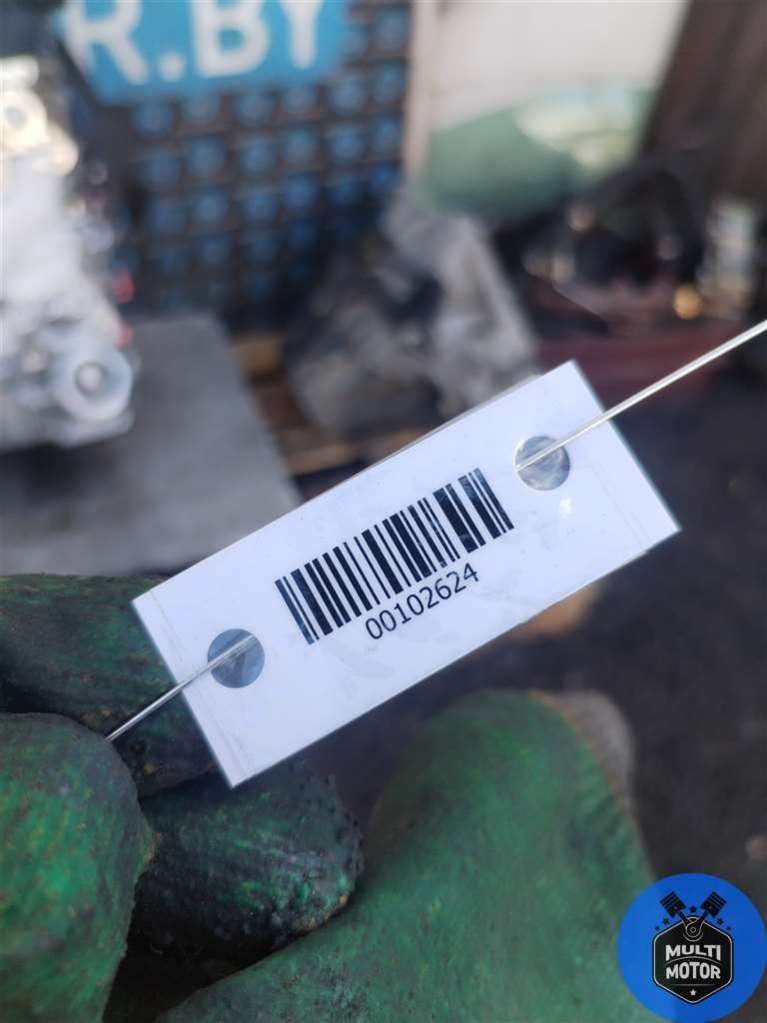 R.BY
00102624
MULTI
MOTOR